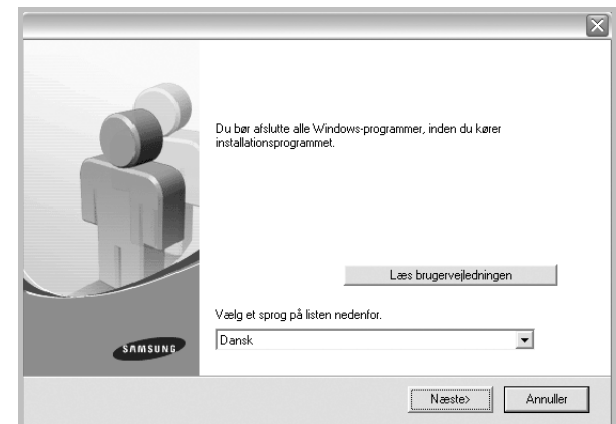 Du bør afslutte alle Windows-programmer, inden du kører
installationsprogrammet.
Læs brugervejledningen
Vælg et sprog på listen nedenfor.
Dansk
SAMSUNG
Næste>
Annuller